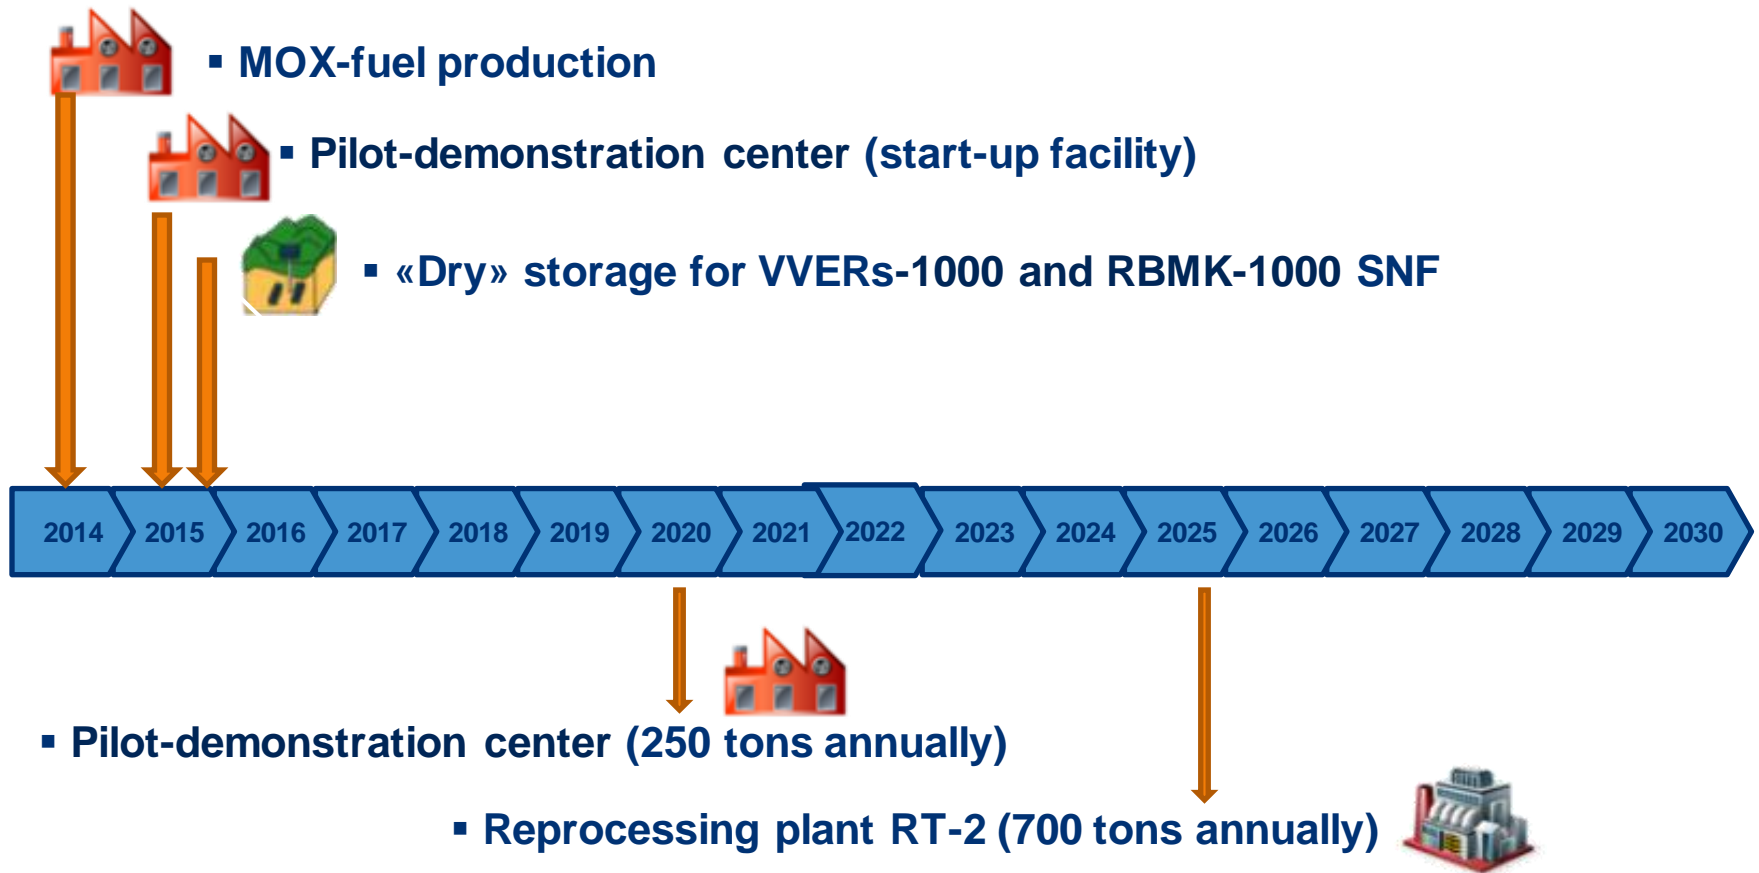 ▪ MOX-fuel production
▪ Pilot-demonstration center (start-up facility)
▪ «Dry» storage for VVERs-1000 and RBMK-1000 SNF
2014 2015 2016 2017 2018 2019 2020 2021 2022 2023 2024 2025 2026 2027 2028 2029 2030
▪ Pilot-demonstration center (250 tons annually)
▪ Reprocessing plant RT-2 (700 tons annually)